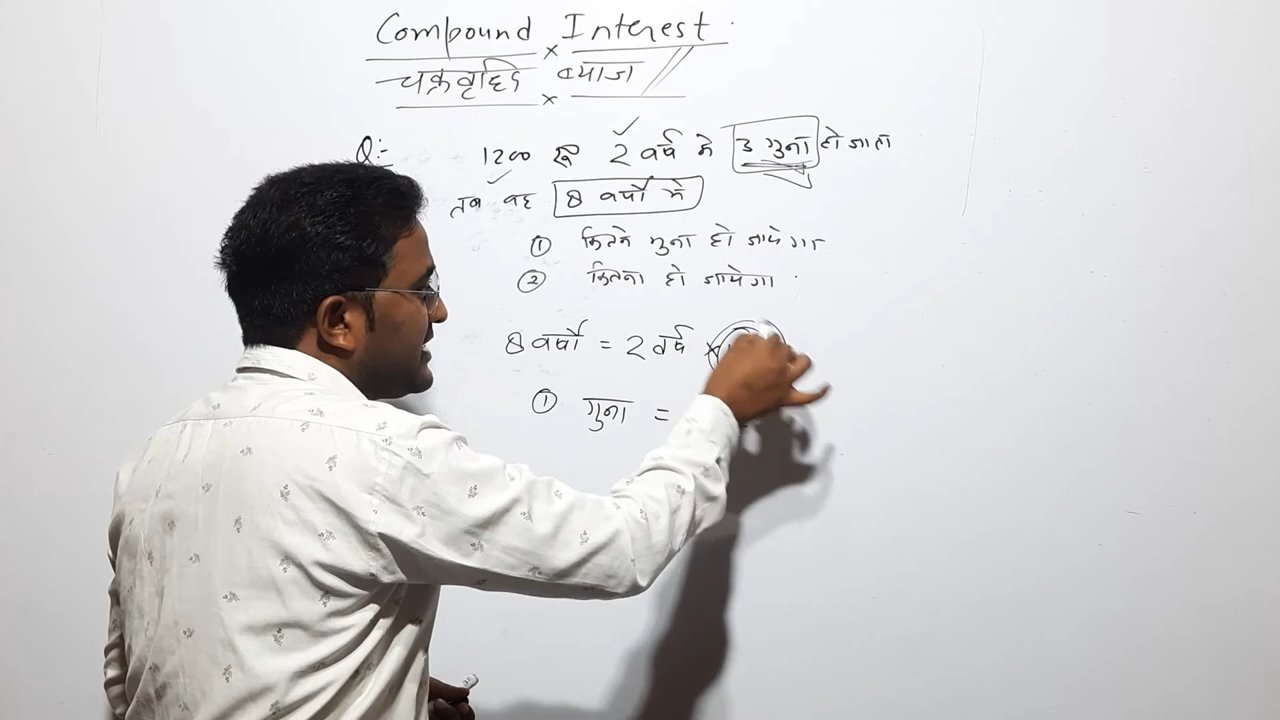 Compound Interest
चक्रवृद्धि ब्याज
Q:- 1200 रु 2 वर्ष मे 3 गुना हो जाता
तब वह 8 वर्षों मे
① कितने गुना हो जायेगा
② कितना हो जायेगा
8 वर्षों = 2 वर्ष ×
① गुना =